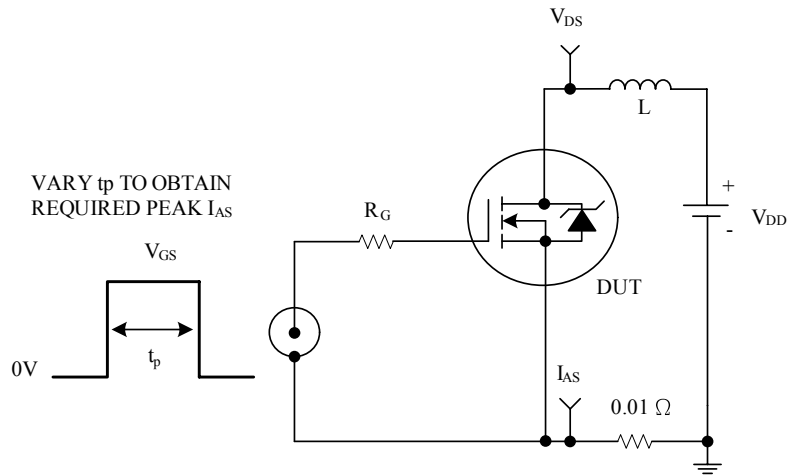 VDS
L
VARY tp TO OBTAIN
REQUIRED PEAK IAS
RG
+
VDD
-
VGS
DUT
tp
0V
IAS
0.01 Ω